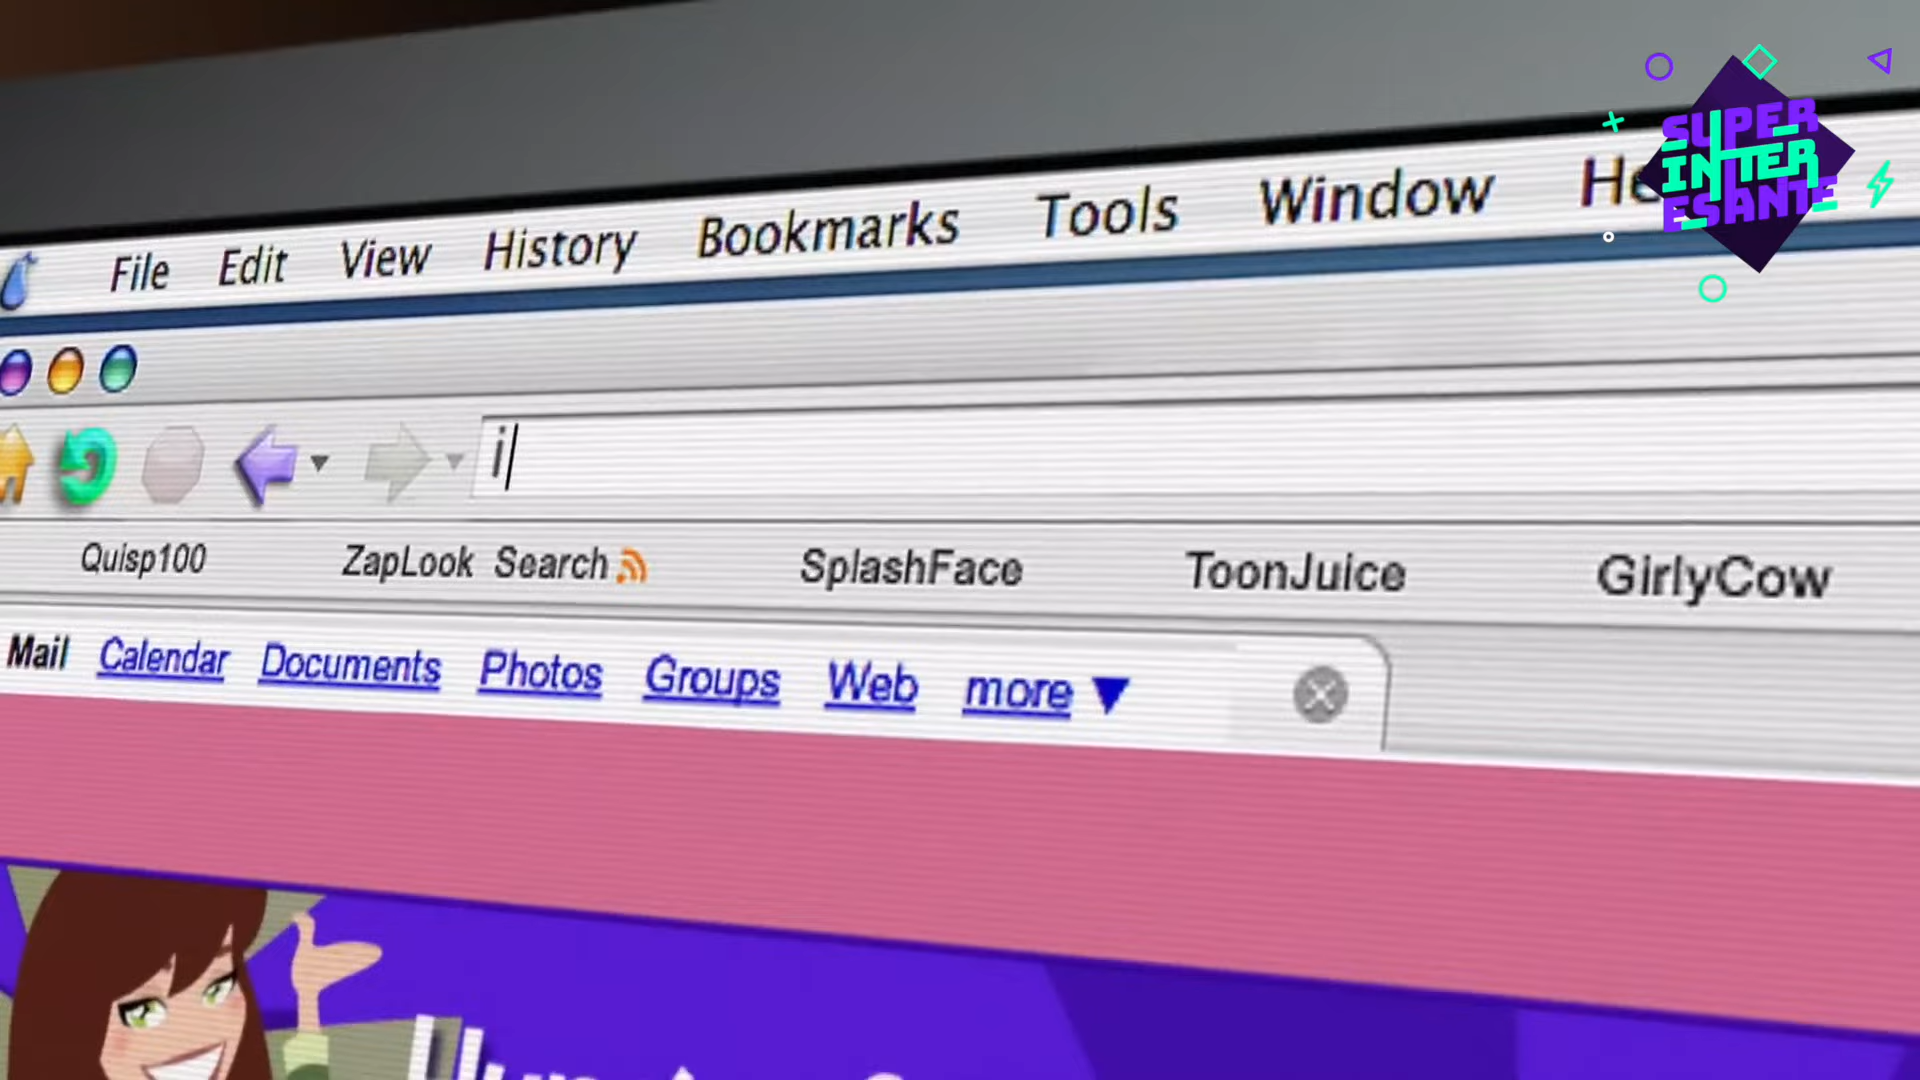 File Edit View History Bookmarks Tools Window He
SUPER
INTER
ESANTE
i
Quisp100 ZapLook Search SplashFace ToonJuice GirlyCow
Mail Calendar Documents Photos Groups Web more